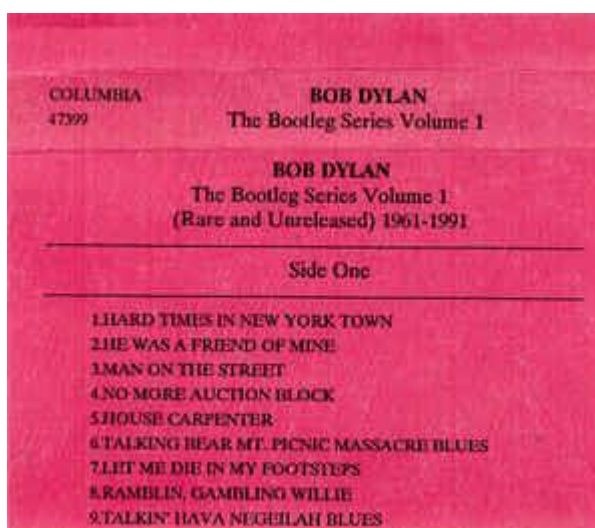 COLUMBIA
47399
BOB DYLAN
The Bootleg Series Volume 1
BOB DYLAN
The Bootleg Series Volume 1
(Rare and Unreleased) 1961-1991
Side One
1.HARD TIMES IN NEW YORK TOWN
2.HE WAS A FRIEND OF MINE
3.MAN ON THE STREET
4.NO MORE AUCTION BLOCK
5.HOUSE CARPENTER
6.TALKING BEAR MT. PICNIC MASSACRE BLUES
7.LET ME DIE IN MY FOOTSTEPS
8.RAMBLIN, GAMBLING WILLIE
9.TALKIN' HAVA NEGEILAH BLUES